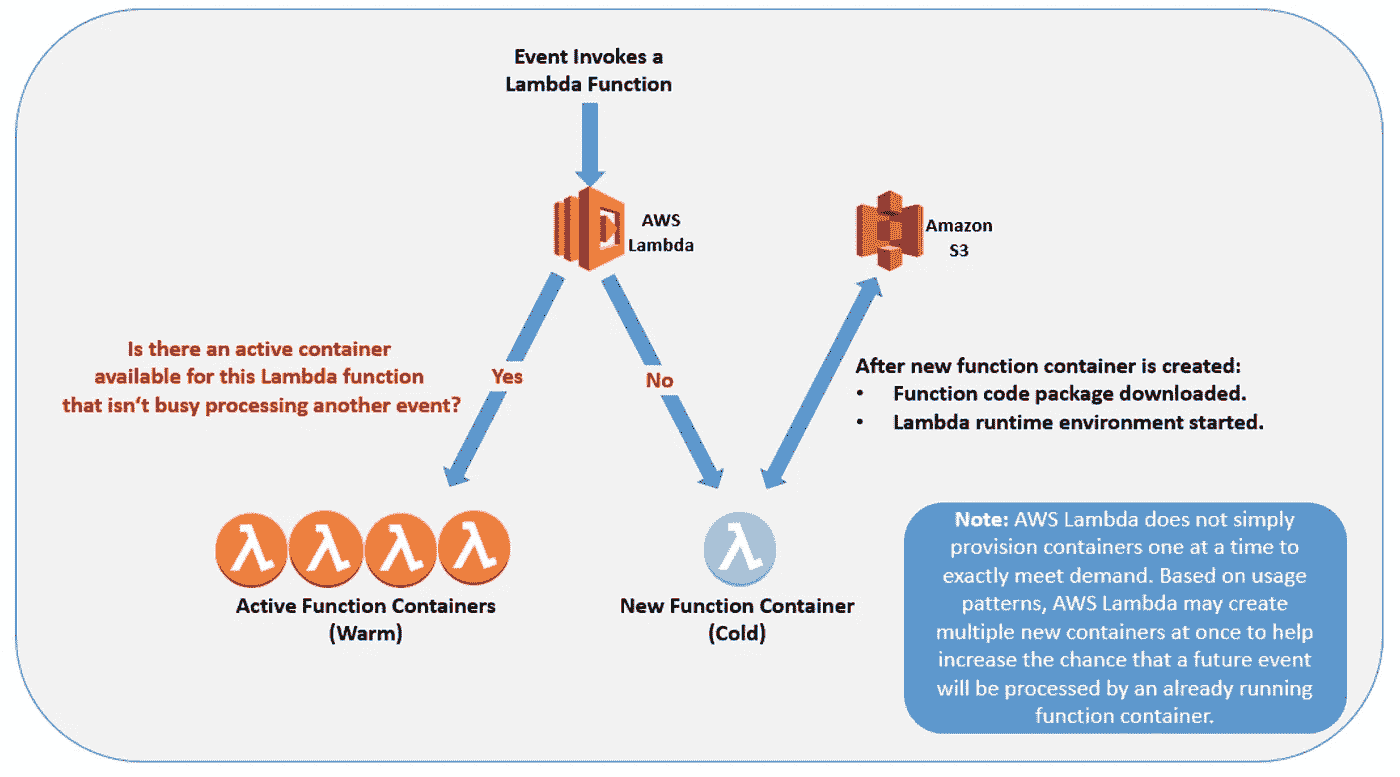 Event Invokes a
Lambda Function
AWS
Lambda
Amazon
S3
Is there an active container
available for this Lambda function
that isn't busy processing another event?
Yes
No
After new function container is created:
• Function code package downloaded.
• Lambda runtime environment started.
Active Function Containers
(Warm)
New Function Container
(Cold)
Note: AWS Lambda does not simply
provision containers one at a time to
exactly meet demand. Based on usage
patterns, AWS Lambda may create
multiple new containers at once to help
increase the chance that a future event
will be processed by an already running
function container.